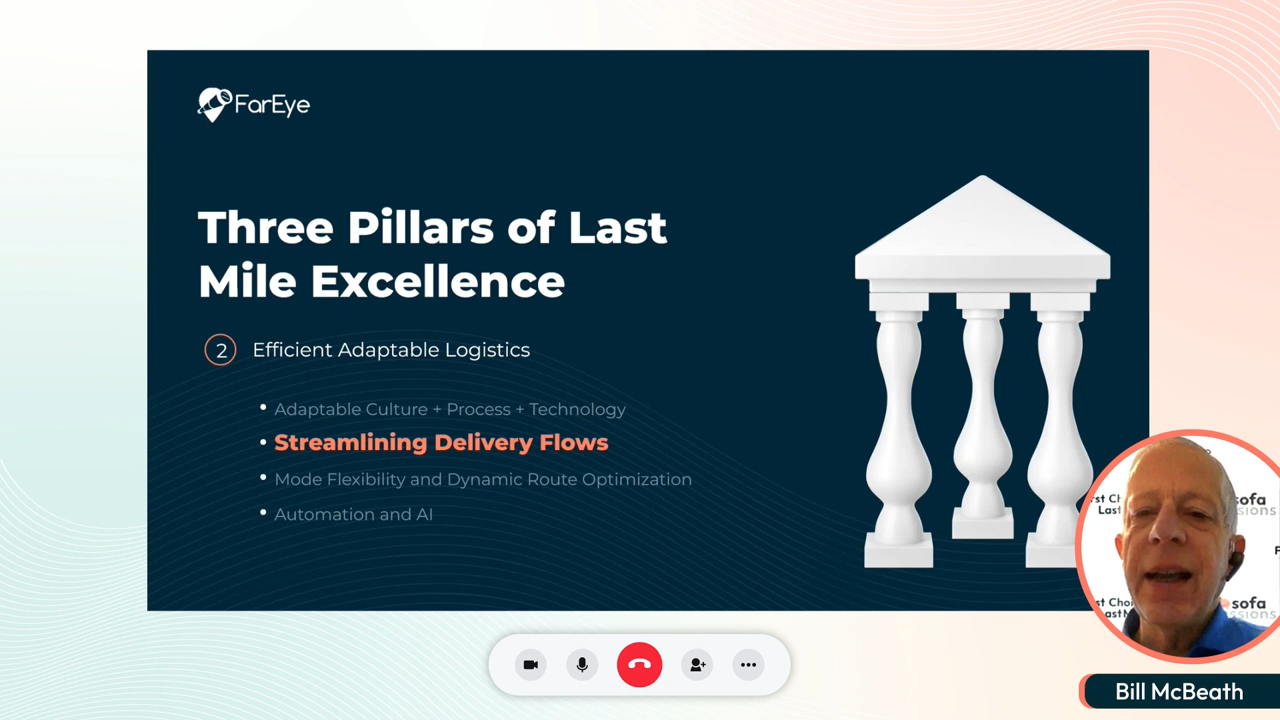 FarEye
Three Pillars of Last
Mile Excellence
2 Efficient Adaptable Logistics
• Adaptable Culture + Process + Technology
• Streamlining Delivery Flows
• Mode Flexibility and Dynamic Route Optimization
• Automation and AI
sofa
sofa
Bill McBeath